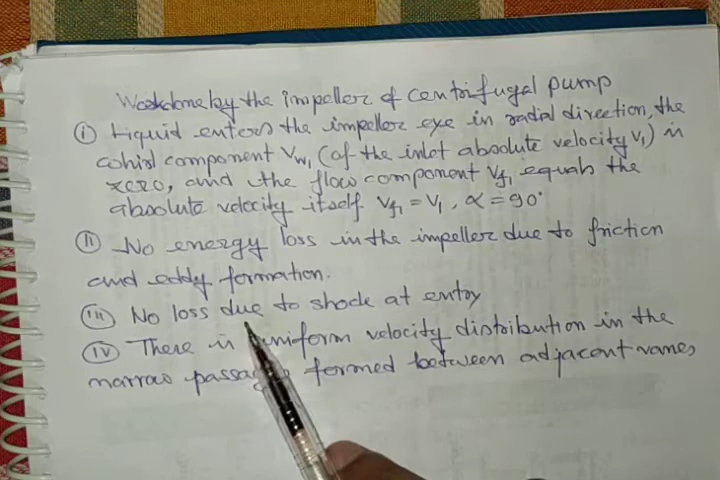 Workdone by the impeller of centrifugal pump
(i) Liquid enters the impeller eye in radial direction, the
whirl component Vw1 (of the inlet absolute velocity V1) is
zero, and the flow component Vf1 equals the
absolute velocity itself Vf1 = V1, α = 90°
(ii) No energy loss in the impeller due to friction
and eddy formation.
(iii) No loss due to shock at entry
(iv) There is uniform velocity distribution in the
narrow passage formed between adjacent vanes